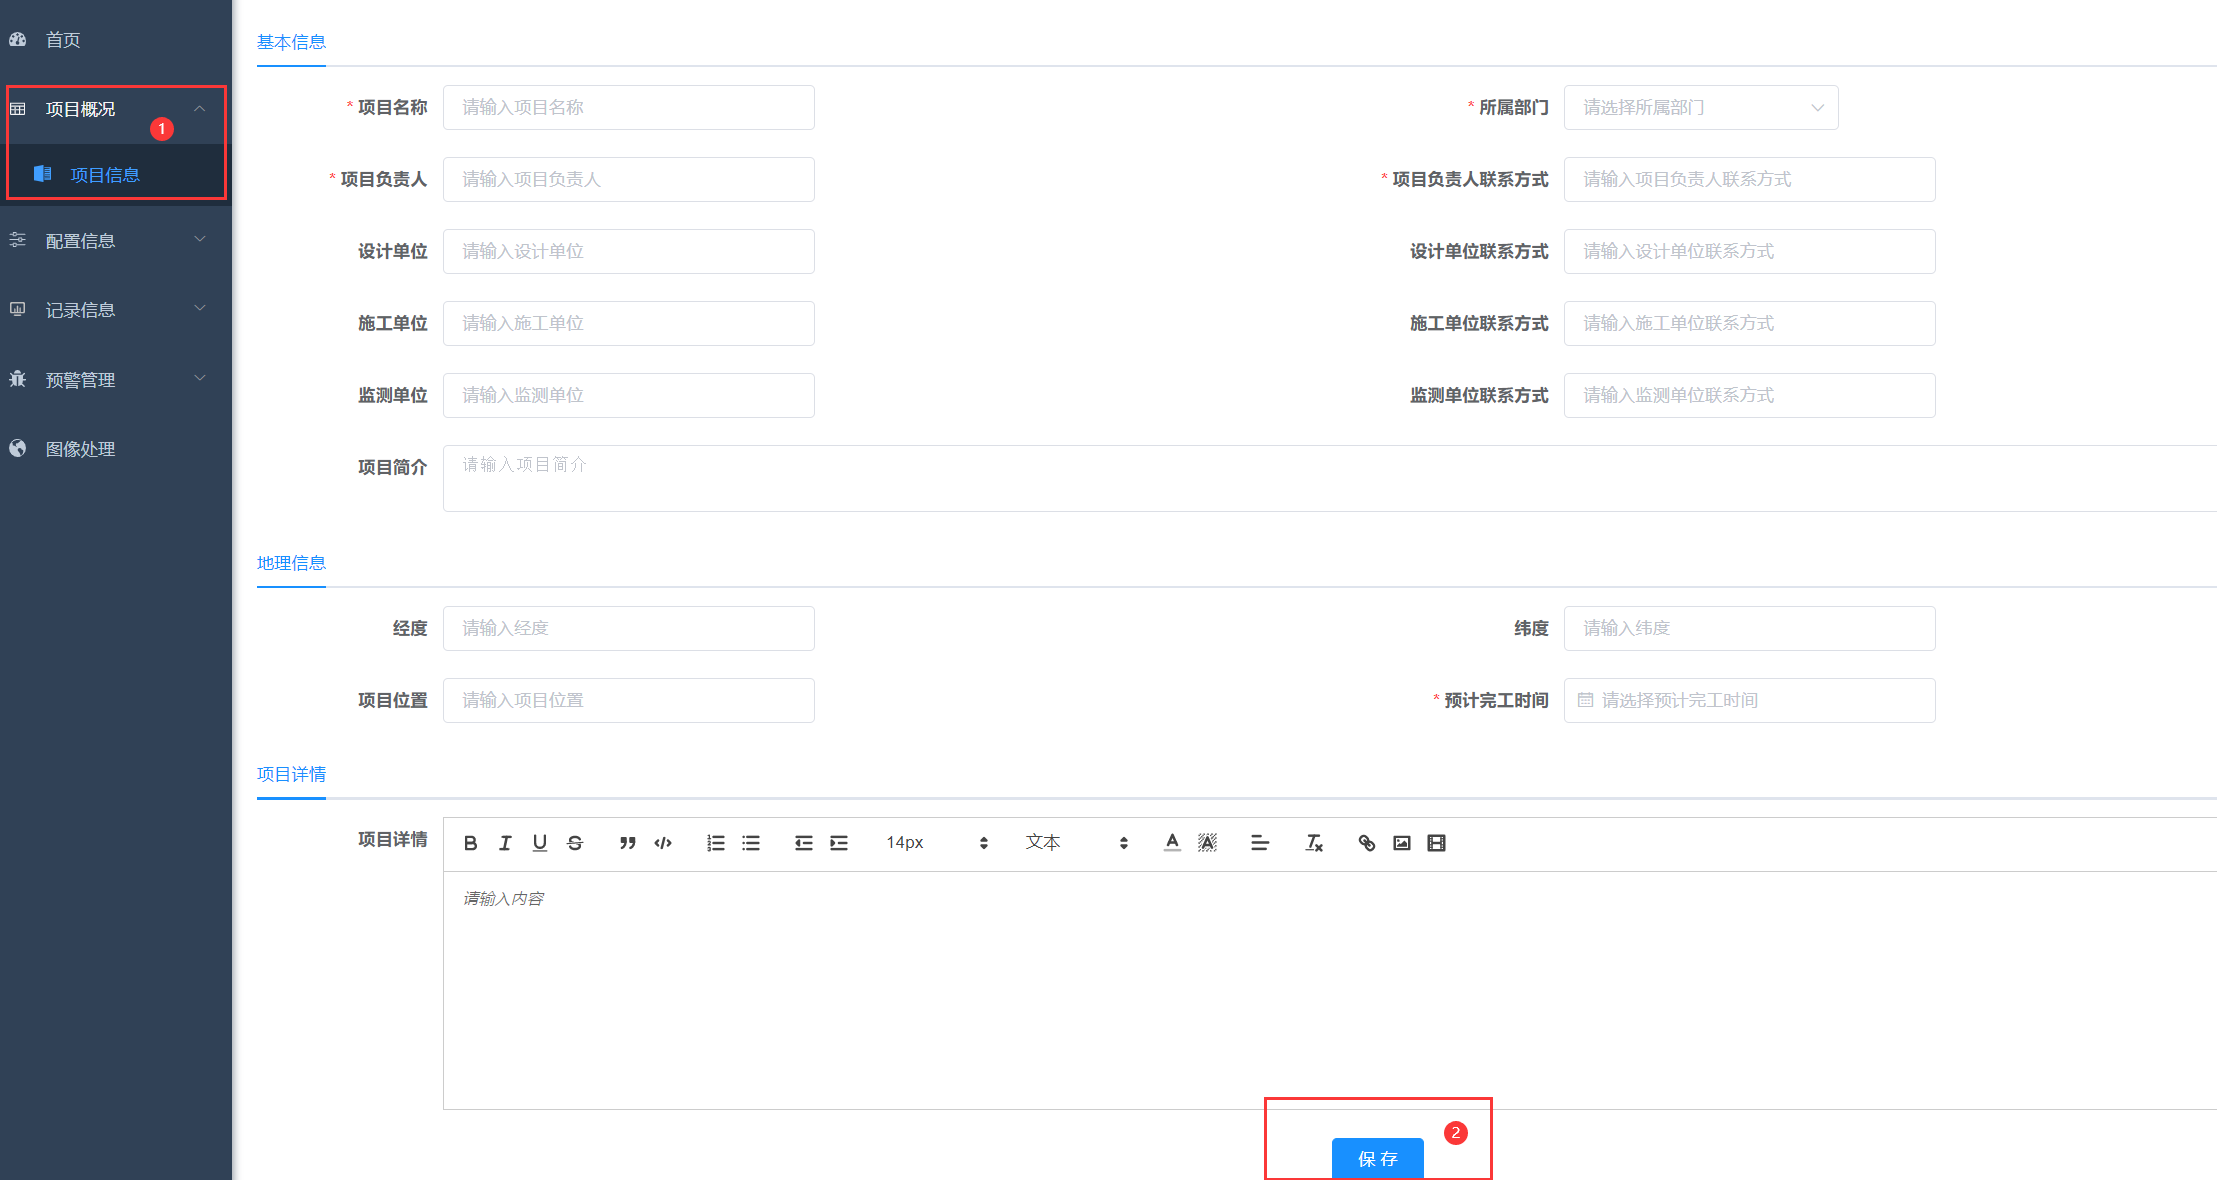 首页
项目概况
1
项目信息
配置信息
记录信息
预警管理
图像处理
基本信息
* 项目名称 请输入项目名称 * 所属部门 请选择所属部门
* 项目负责人 请输入项目负责人 * 项目负责人联系方式 请输入项目负责人联系方式
设计单位 请输入设计单位 设计单位联系方式 请输入设计单位联系方式
施工单位 请输入施工单位 施工单位联系方式 请输入施工单位联系方式
监测单位 请输入监测单位 监测单位联系方式 请输入监测单位联系方式
项目简介 请输入项目简介
地理信息
经度 请输入经度 纬度 请输入纬度
项目位置 请输入项目位置 * 预计完工时间 请选择预计完工时间
项目详情
项目详情 14px 文本
请输入内容
2
保 存